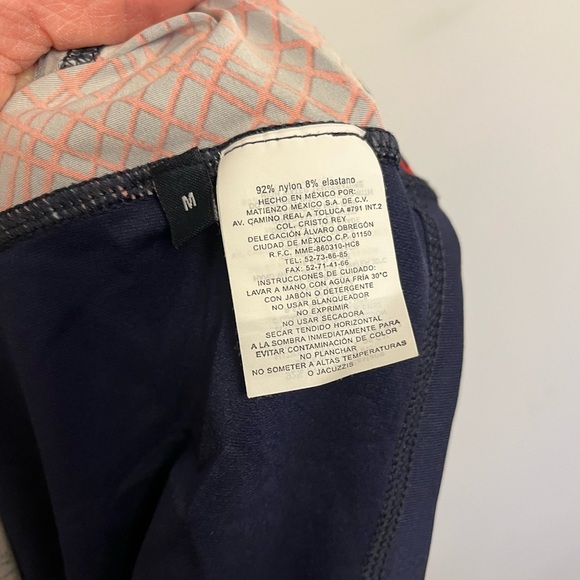 M
92% nylon 8% elastano
HECHO EN MÉXICO POR:
MATIENZO MÉXICO S.A. DE C.V.
AV. CAMINO REAL A TOLUCA #791 INT.2
COL. CRISTO REY
DELEGACIÓN ÁLVARO OBREGÓN
CIUDAD DE MÉXICO C.P. 01150
R.F.C. MME-860310-HC8
TEL: 52-73-86-85
FAX: 52-71-41-66
INSTRUCCIONES DE CUIDADO:
LAVAR A MANO CON AGUA FRÍA 30°C
CON JABÓN O DETERGENTE
NO USAR BLANQUEADOR
NO EXPRIMIR
NO USAR SECADORA
SECAR TENDIDO HORIZONTAL
A LA SOMBRA INMEDIATAMENTE PARA
EVITAR CONTAMINACIÓN DE COLOR
NO PLANCHAR
NO SOMETER A ALTAS TEMPERATURAS
O JACUZZIS